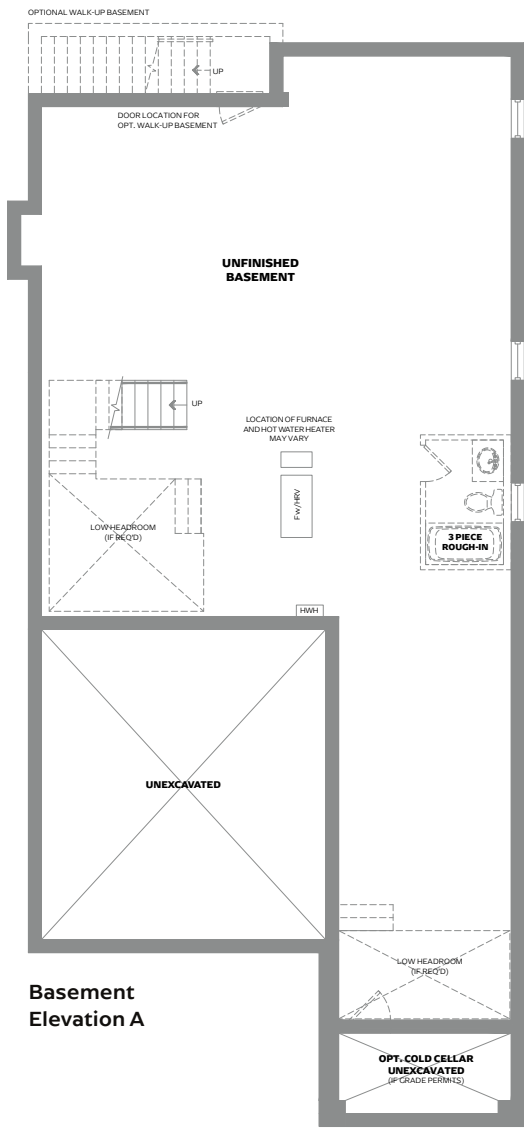 OPTIONAL WALK-UP BASEMENT
UP
DOOR LOCATION FOR
OPT. WALK-UP BASEMENT
UNFINISHED
BASEMENT
UP
LOCATION OF FURNACE
AND HOT WATER HEATER
MAY VARY
Fw/HRV
3 PIECE
ROUGH-IN
LOW HEADROOM
(IF REQ'D)
HWH
UNEXCAVATED
LOW HEADROOM
(IF REQ'D)
Basement
Elevation A
OPT. COLD CELLAR
UNEXCAVATED
(IF GRADE PERMITS)